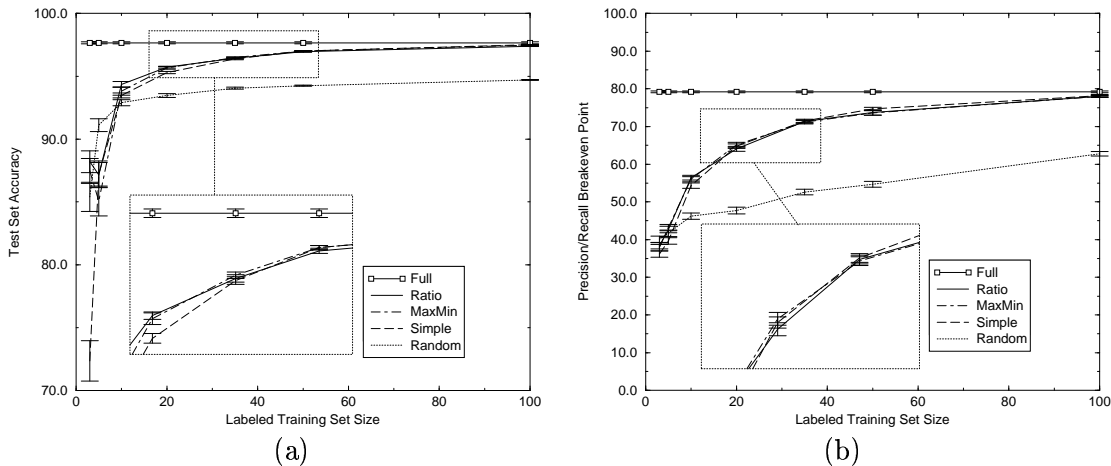 100.0
90.0
80.0
70.0
Test Set Accuracy
0
20
40
60
80
100
Labeled Training Set Size
Full
Ratio
MaxMin
Simple
Random
(a)
100.0
90.0
80.0
70.0
60.0
50.0
40.0
30.0
20.0
10.0
0.0
Precision/Recall Breakeven Point
0
20
40
60
80
100
Labeled Training Set Size
Full
Ratio
MaxMin
Simple
Random
(b)